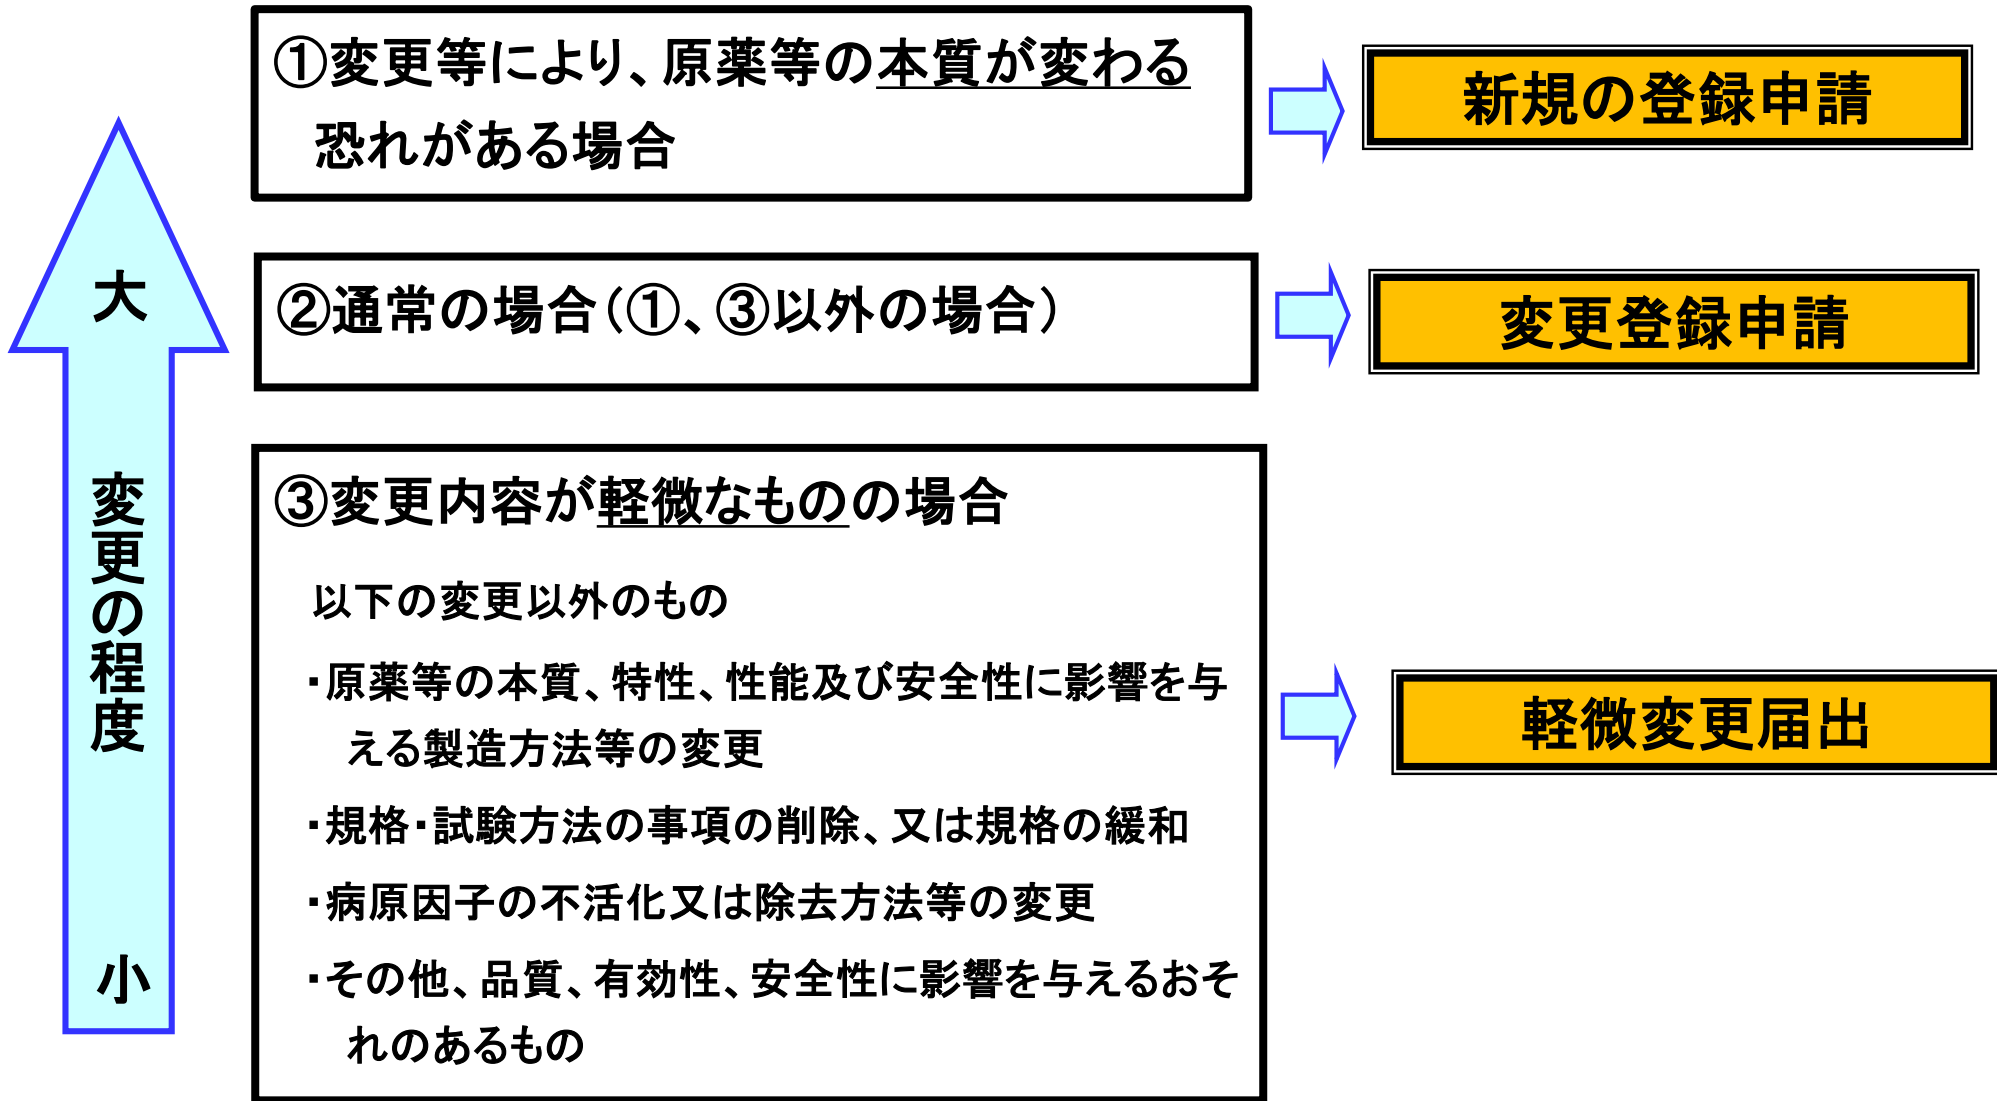 ①変更等により、原薬等の本質が変わる
恐れがある場合
新規の登録申請
大
変更の程度
小
②通常の場合(①、③以外の場合)
変更登録申請
③変更内容が軽微なものの場合
以下の変更以外のもの
・原薬等の本質、特性、性能及び安全性に影響を与
える製造方法等の変更
・規格・試験方法の事項の削除、又は規格の緩和
・病原因子の不活化又は除去方法等の変更
・その他、品質、有効性、安全性に影響を与えるおそ
れのあるもの
軽微変更届出